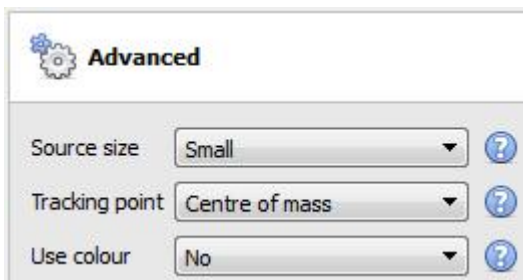 Advanced
Source size Small
Tracking point Centre of mass
Use colour No